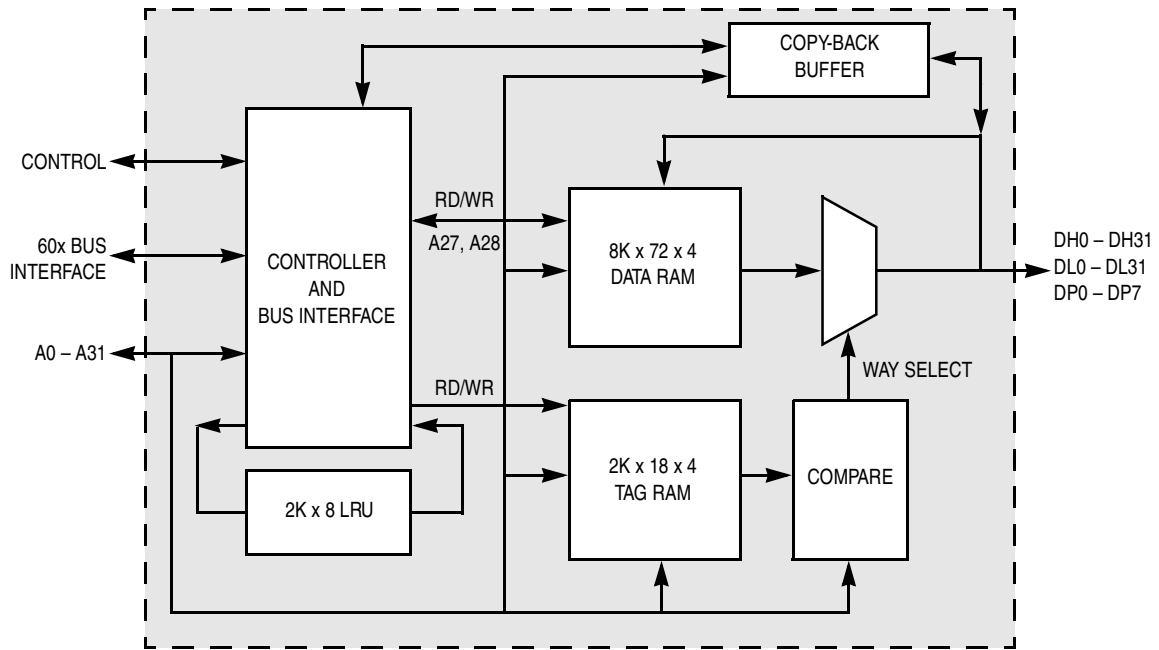 COPY-BACK
BUFFER
CONTROL
RD/WR
A27, A28
60x BUS
INTERFACE
CONTROLLER
AND
BUS INTERFACE
8K x 72 x 4
DATA RAM
DH0 – DH31
DL0 – DL31
DP0 – DP7
A0 – A31
WAY SELECT
RD/WR
2K x 18 x 4
TAG RAM
COMPARE
2K x 8 LRU